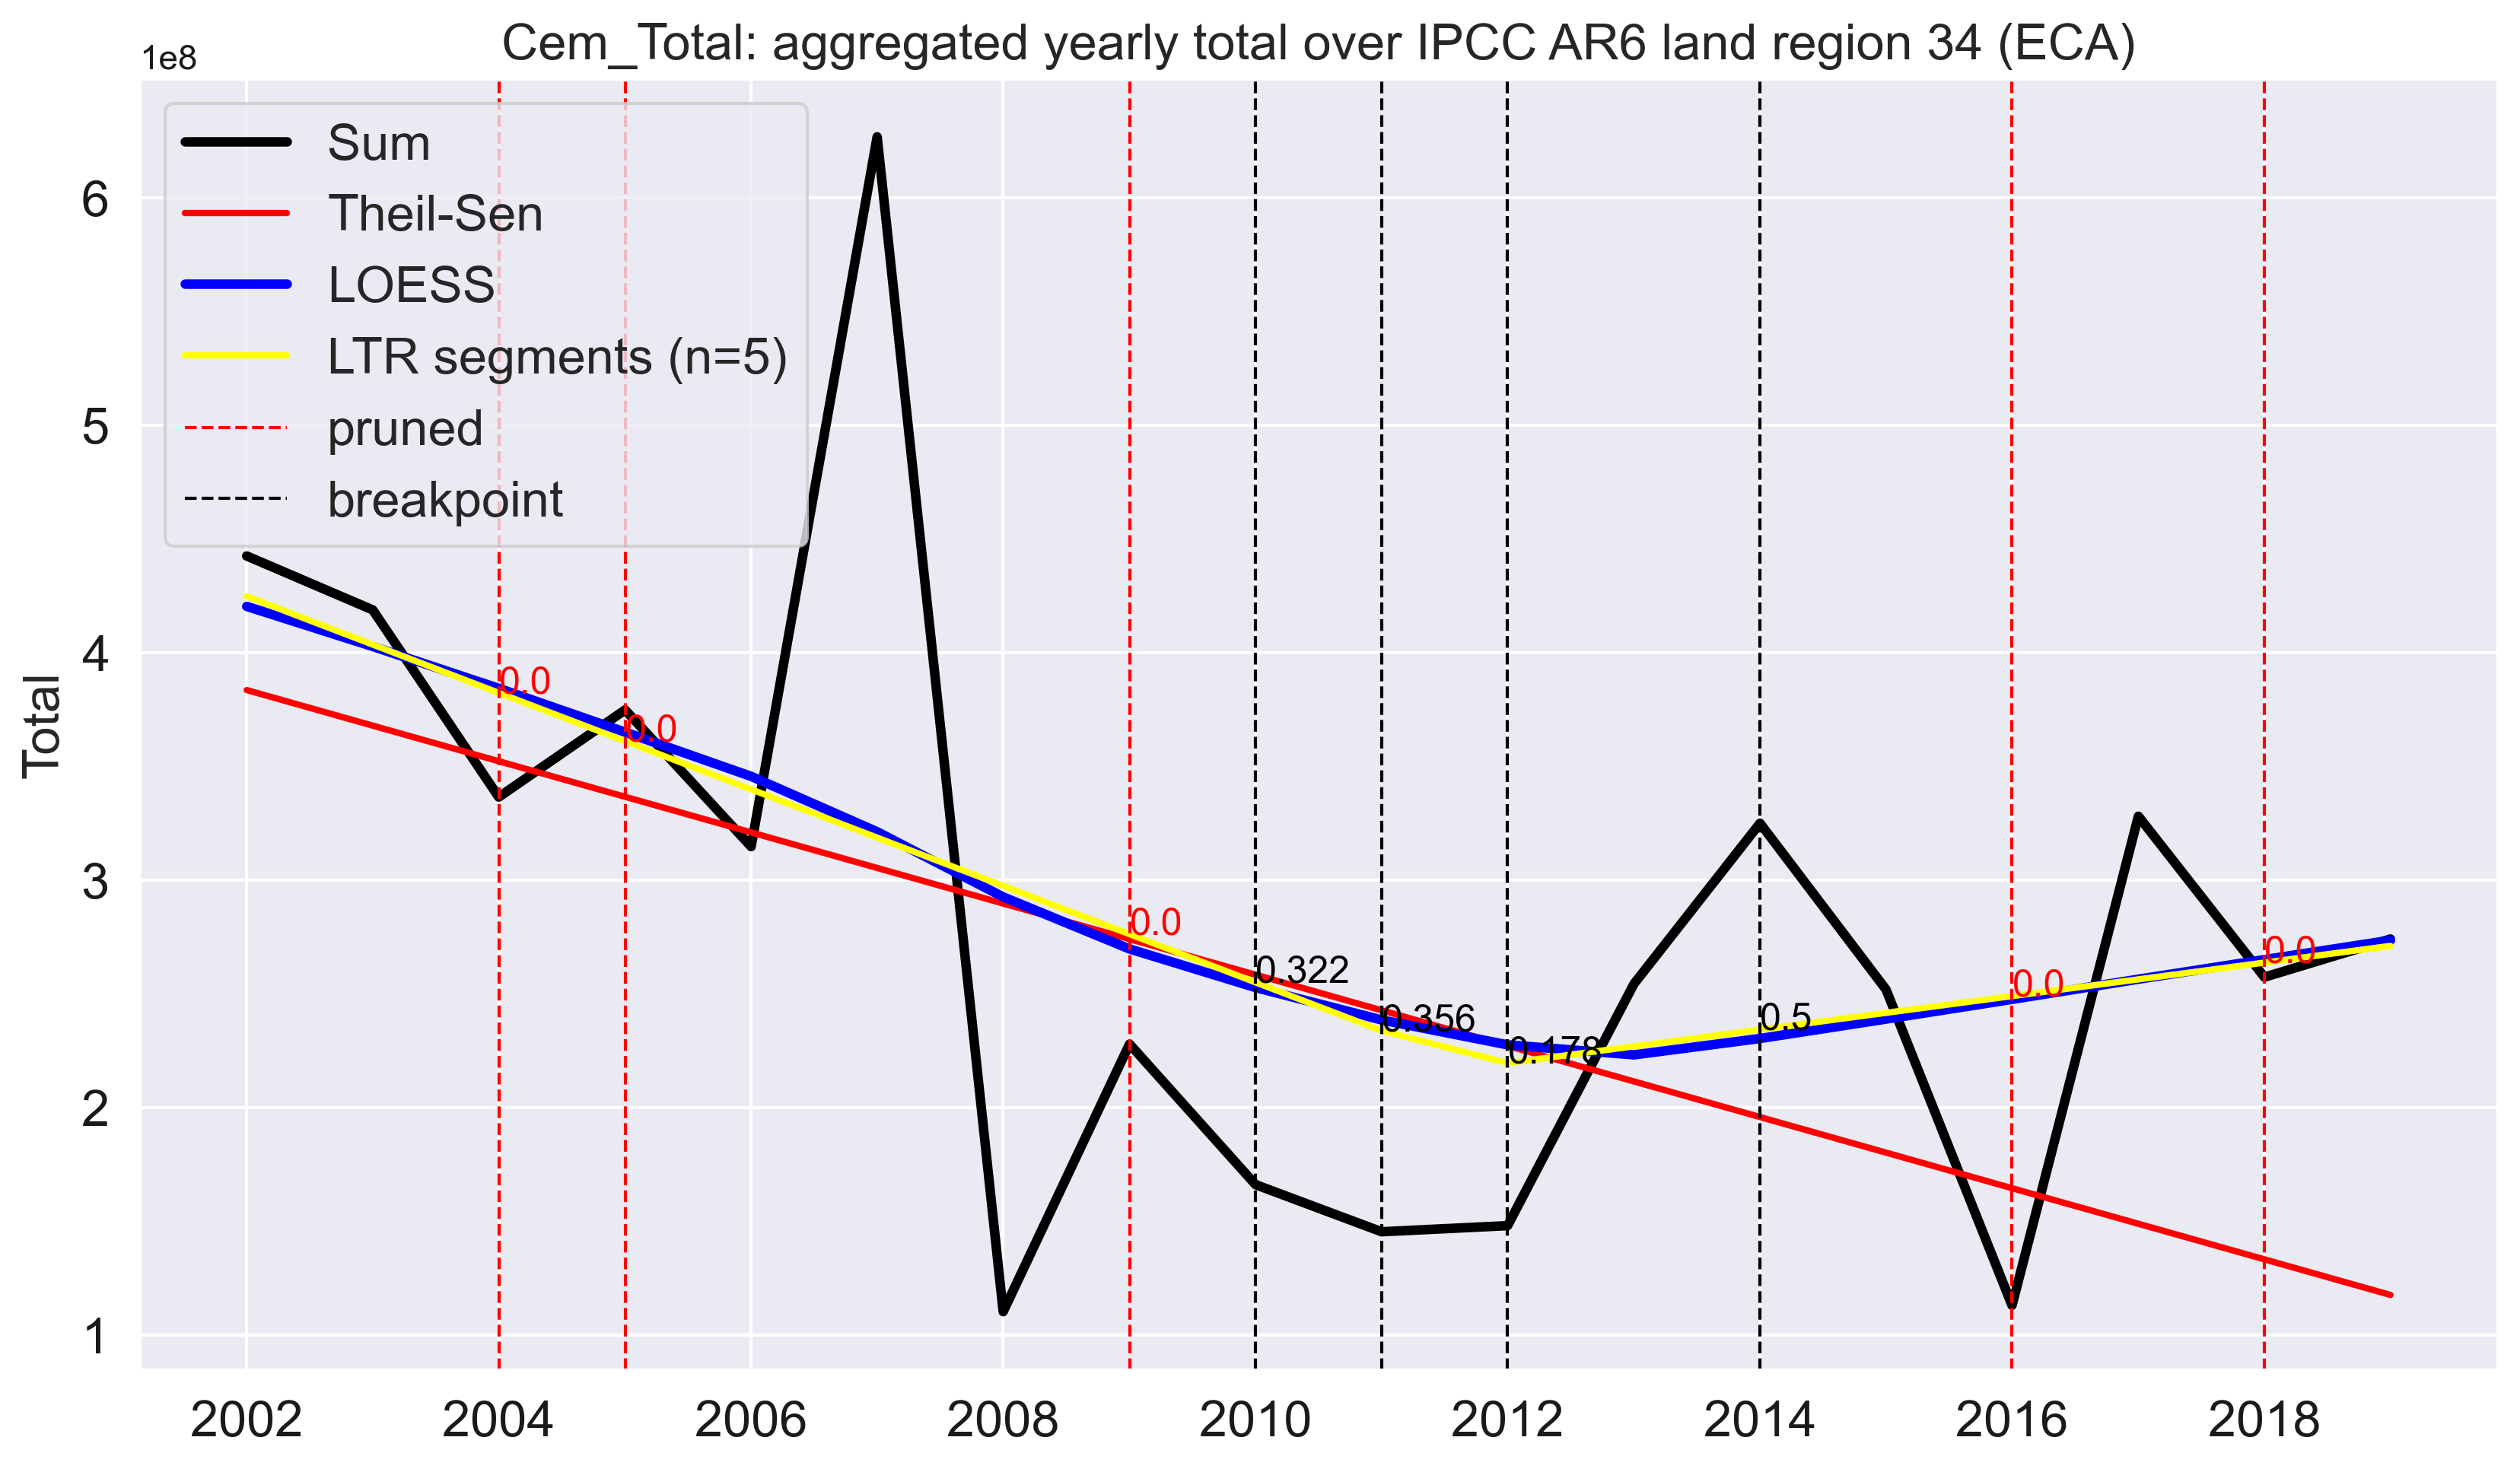 Cem_Total: aggregated yearly total over IPCC AR6 land region 34 (ECA)
1e8
Sum
Theil-Sen
LOESS
LTR segments (n=5)
pruned
breakpoint
6
5
4
3
2
1
Total
0.0
0.0
0.0
0.322
0.356
0.178
0.5
0.0
0.0
2002 2004 2006 2008 2010 2012 2014 2016 2018